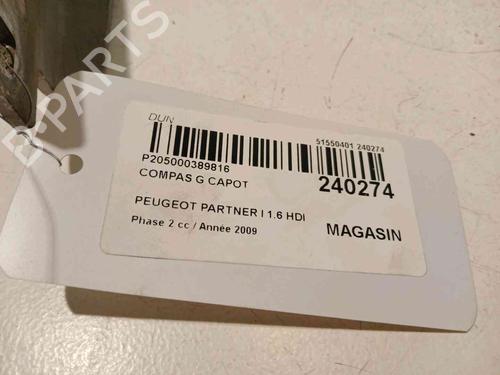 DUN
51550401 240274
P205000389816
240274
COMPAS G CAPOT
PEUGEOT PARTNER I 1.6 HDI
MAGASIN
Phase 2 cc / Année 2009
B-PARTS